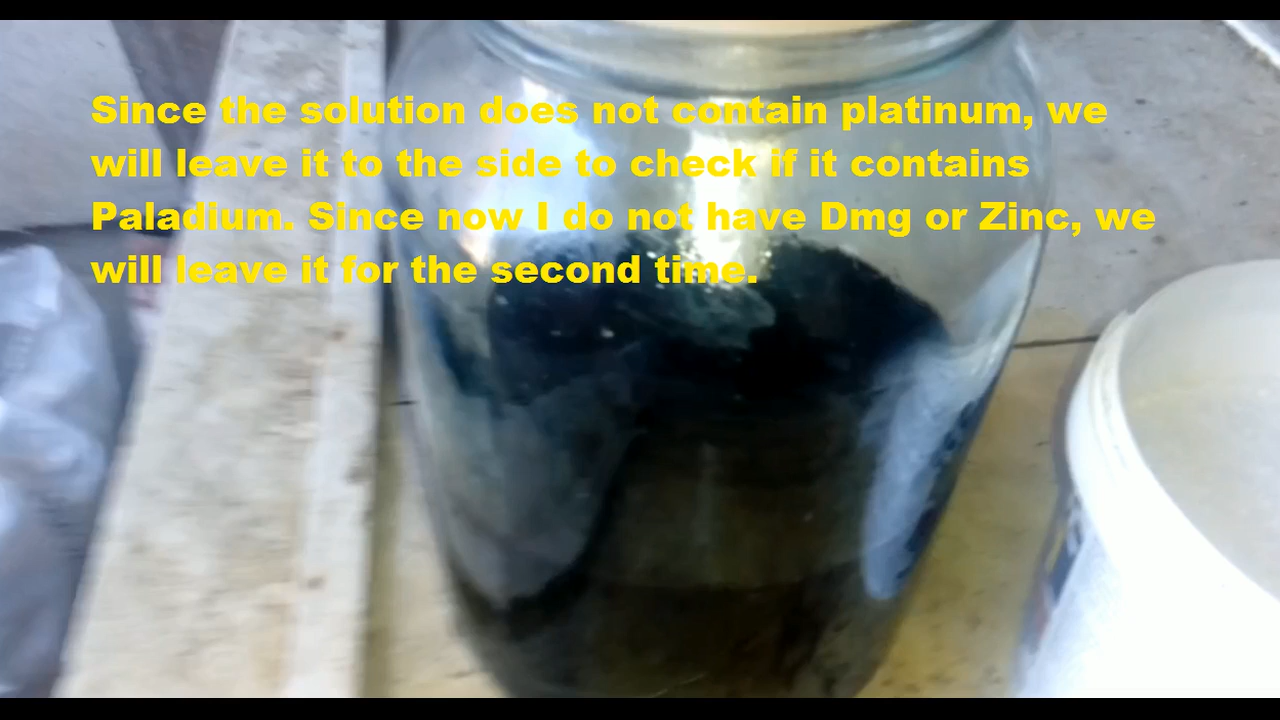 Since the solution does not contain platinum, we
will leave it to the side to check if it contains
Paladium. Since now I do not have Dmg or Zinc, we
will leave it for the second time.